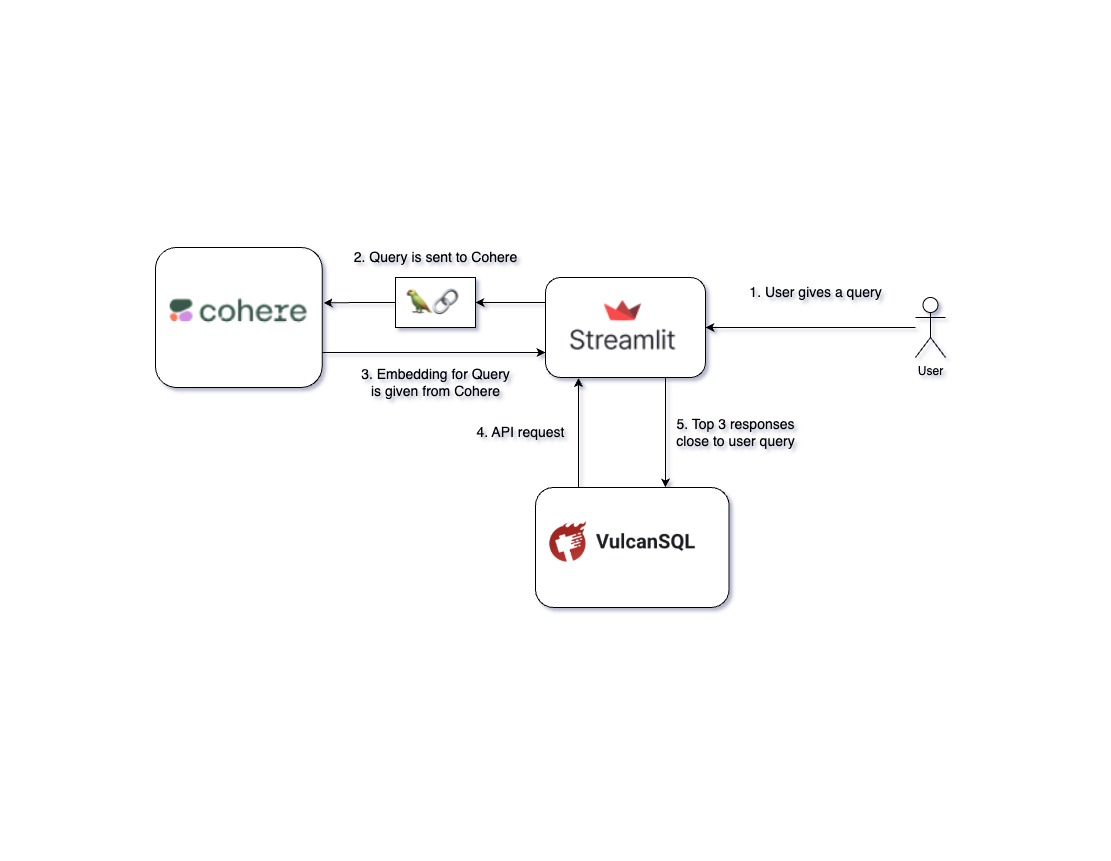 2. Query is sent to Cohere
1. User gives a query
cohere
Streamlit
User
3. Embedding for Query
is given from Cohere
4. API request
5. Top 3 responses
close to user query
VulcanSQL